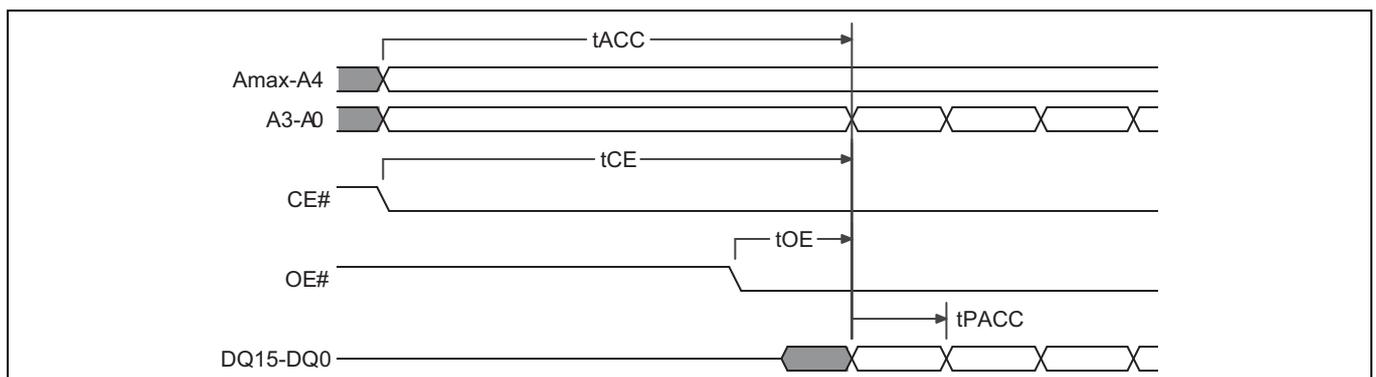 tACC
Amax-A4
A3-A0
tCE
CE#
tOE
OE#
tPACC
DQ15-DQ0